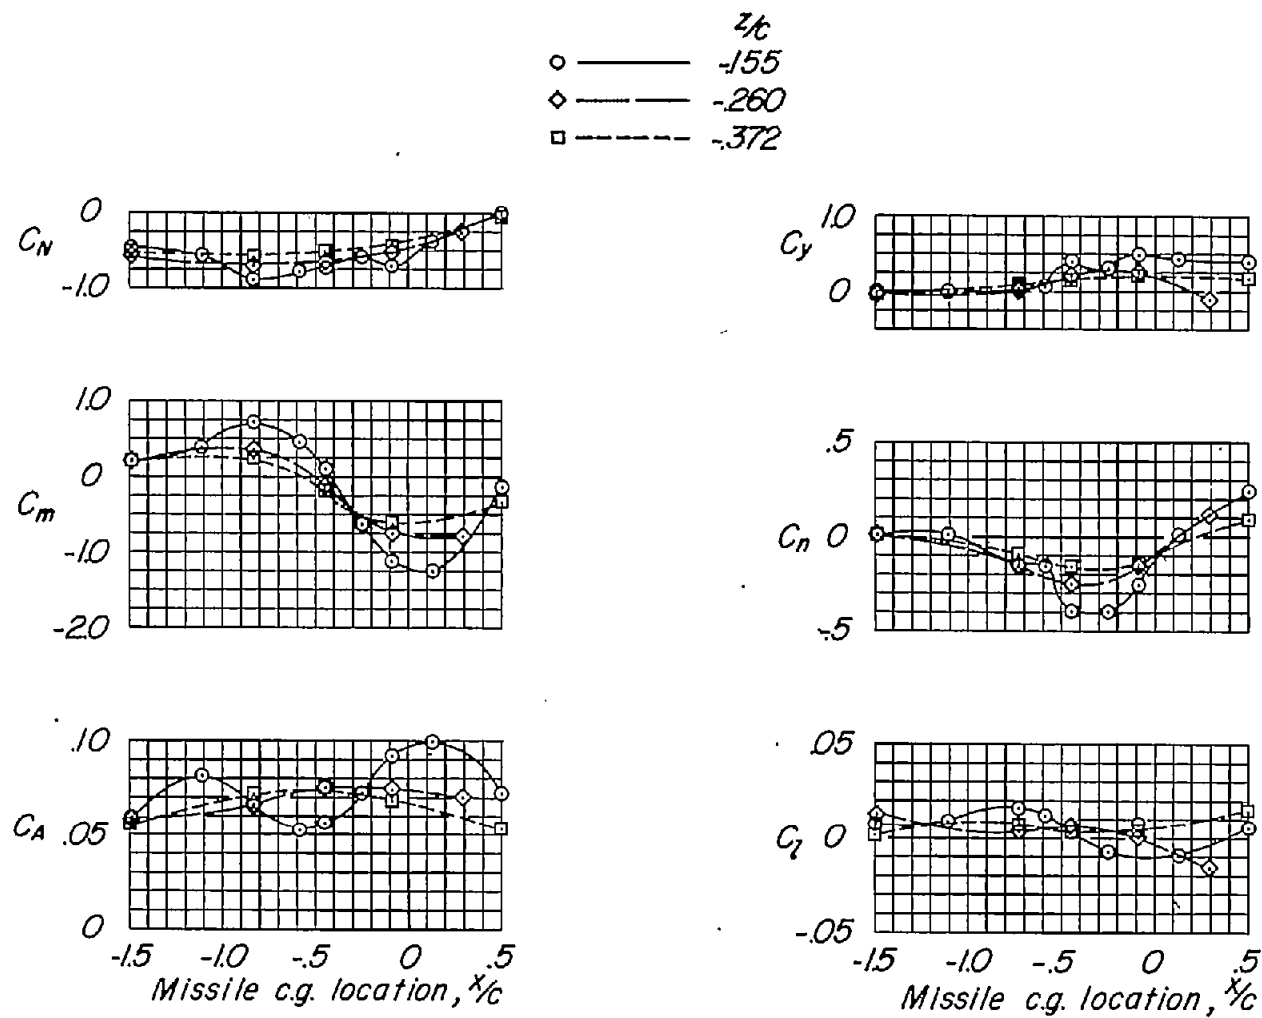 z/c
-.155
-.260
-.372
0
C_N
-1.0
1.0
C_m
0
-1.0
-2.0
.10
C_A
.05
0
-1.5 -1.0 -.5 0 .5
Missile c.g. location, x/c
1.0
C_y
0
.5
C_n 0
-.5
.05
C_l 0
-.05
-1.5 -1.0 -.5 0 .5
Missile c.g. location, x/c